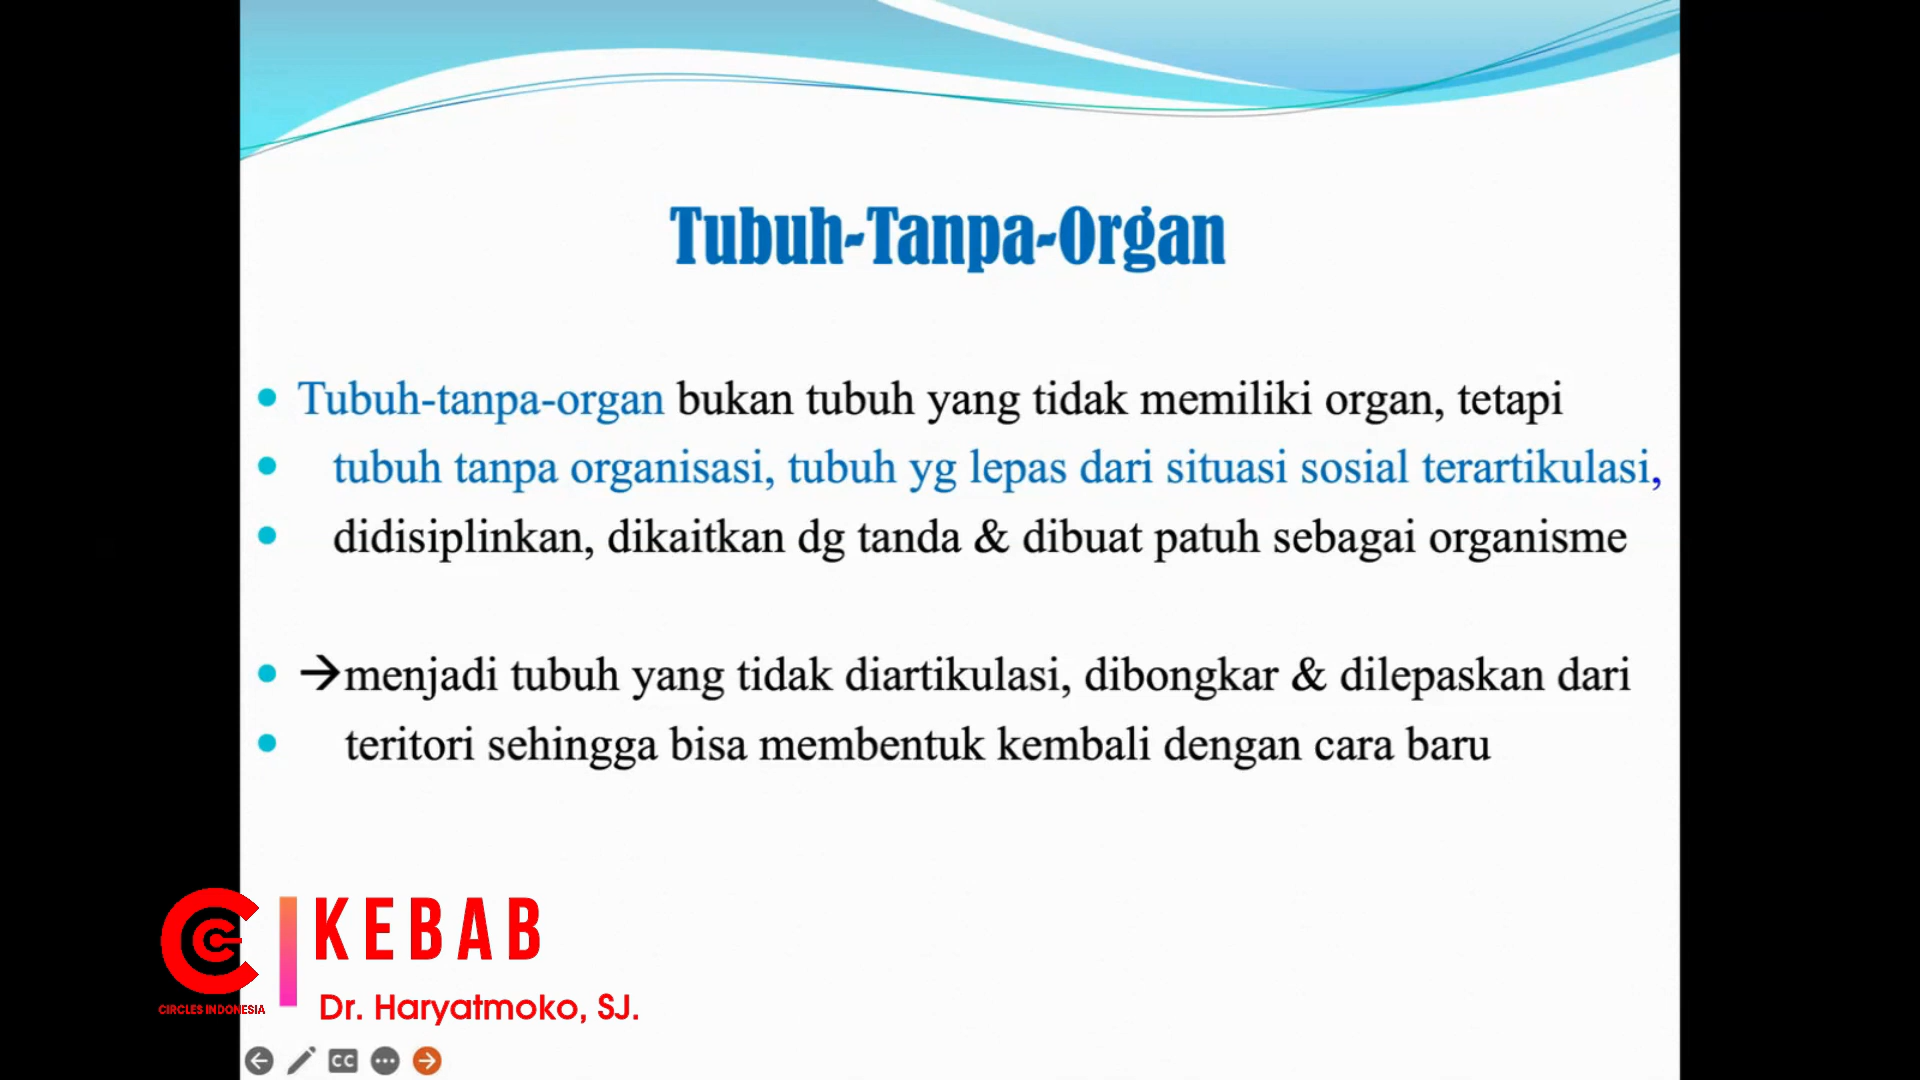 Tubuh-Tanpa-Organ
• Tubuh-tanpa-organ bukan tubuh yang tidak memiliki organ, tetapi
• tubuh tanpa organisasi, tubuh yg lepas dari situasi sosial terartikulasi,
• didisiplinkan, dikaitkan dg tanda & dibuat patuh sebagai organisme
• →menjadi tubuh yang tidak diartikulasi, dibongkar & dilepaskan dari
• teritori sehingga bisa membentuk kembali dengan cara baru
KEBAB
Dr. Haryatmoko, SJ.
CIRCLES INDONESIA
CC